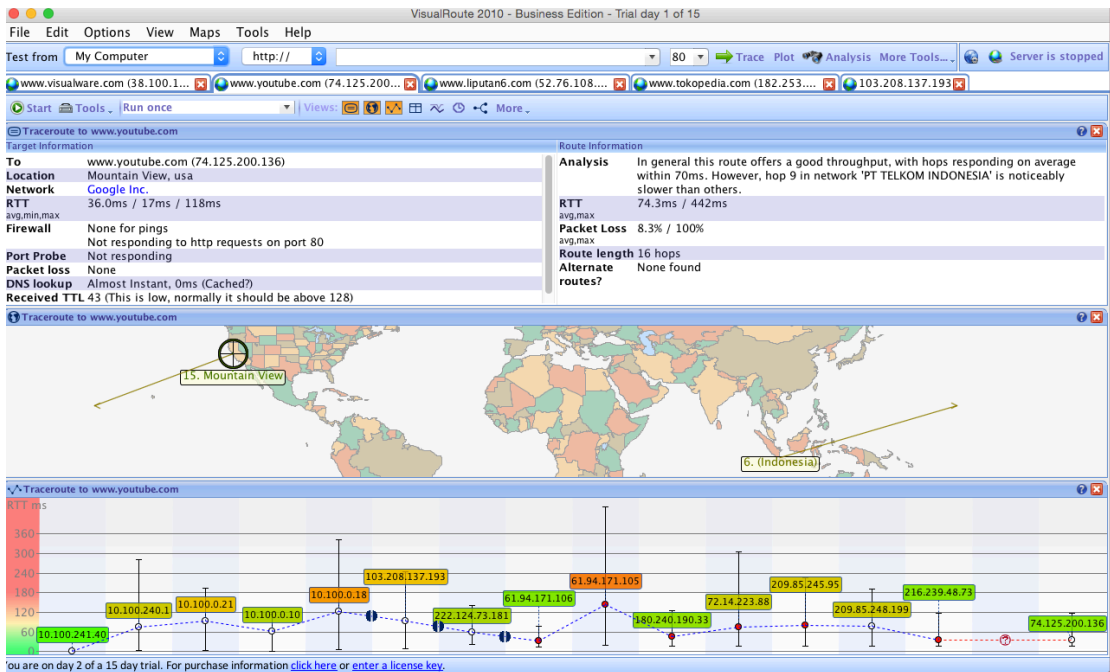 VisualRoute 2010 - Business Edition - Trial day 1 of 15
File Edit Options View Maps Tools Help
Test from My Computer http:// 80 Trace Plot Analysis More Tools... Server is stopped
www.visualware.com (38.100.1... www.youtube.com (74.125.200... www.liputan6.com (52.76.108.... www.tokopedia.com (182.253.... 103.208.137.193
Start Tools Run once Views: More
Traceroute to www.youtube.com
Target Information Route Information
To www.youtube.com (74.125.200.136)
Location Mountain View, usa
Network Google Inc.
RTT 36.0ms / 17ms / 118ms
avg,min,max
Firewall None for pings
Not responding to http requests on port 80
Port Probe Not responding
Packet loss None
DNS lookup Almost Instant, 0ms (Cached?)
Received TTL 43 (This is low, normally it should be above 128)
Analysis In general this route offers a good throughput, with hops responding on average
within 70ms. However, hop 9 in network 'PT TELKOM INDONESIA' is noticeably
slower than others.
RTT 74.3ms / 442ms
avg,max
Packet Loss 8.3% / 100%
avg,max
Route length 16 hops
Alternate None found
routes?
Traceroute to www.youtube.com
15. Mountain View
6. (Indonesia)
Traceroute to www.youtube.com
RTT ms
360
300
240
180
120
60
0
10.100.241.40
10.100.240.1
10.100.0.21
10.100.0.10
10.100.0.18
103.208.137.193
222.124.73.181
61.94.171.106
61.94.171.105
180.240.190.33
72.14.223.88
209.85.245.95
209.85.248.199
216.239.48.73
?
74.125.200.136
You are on day 2 of a 15 day trial. For purchase information click here or enter a license key.